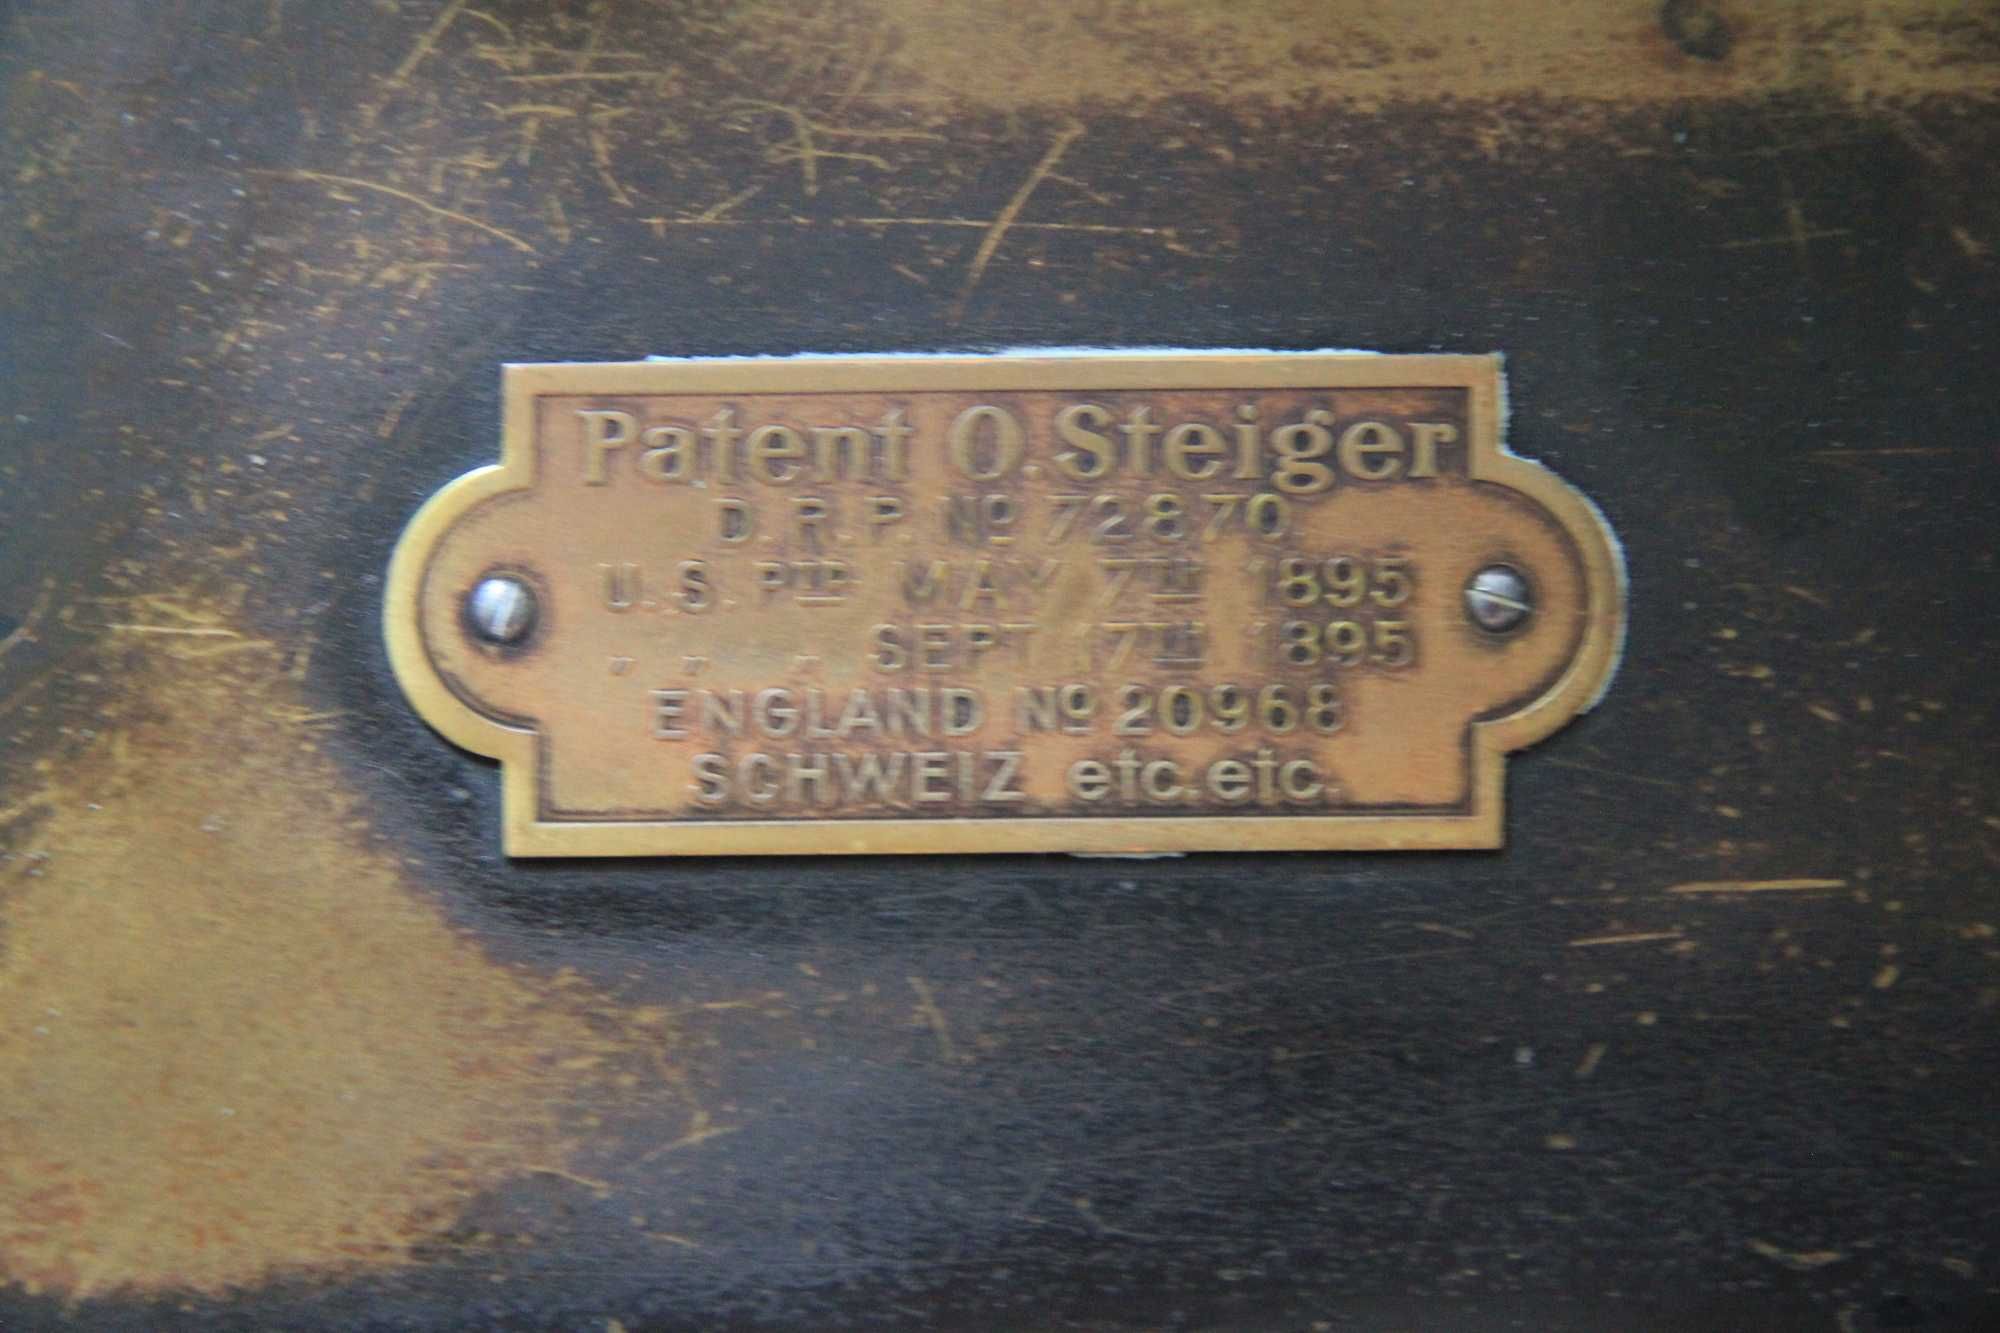 Patent O. Steiger
D.R.P. Nº 72870
U.S. Ptd. MAY 7th 1895
„ „ „ SEPT 17th 1895
ENGLAND Nº 20968
SCHWEIZ etc. etc.